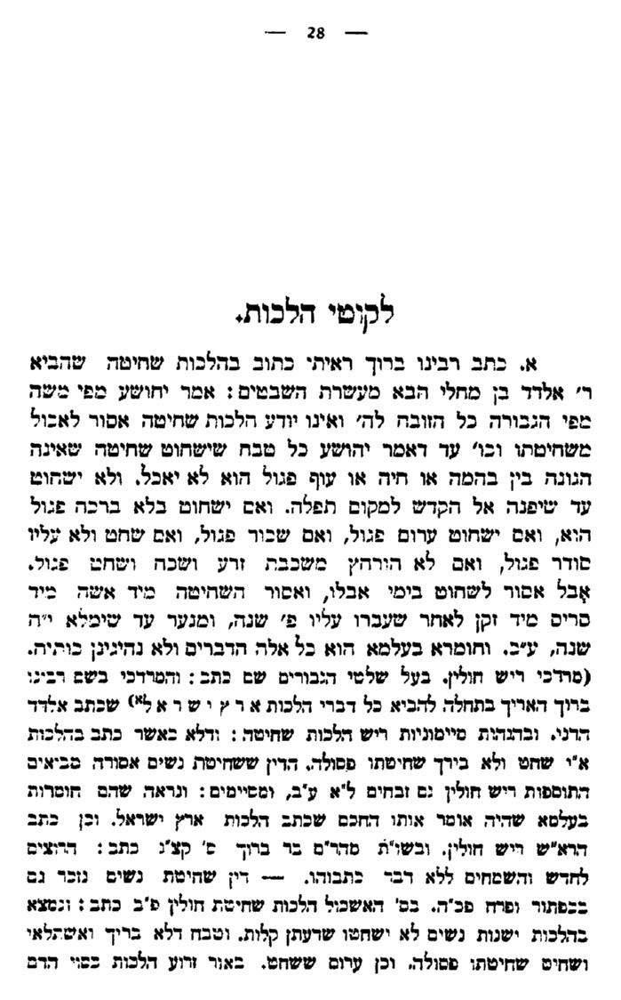 — 28 —
לקוטי הלכות.
א. כתב רבינו ברוך ראיתי כתוב בהלכות שחיטה שהביא
ר׳ אלדד בן מחלי הבא מעשרת השבטים: אמר יהושע מפי משה
מפי הגבורה כל הזובח לה׳ ואינו יודע הלכות שחיטה אסור לאכול
משחיטתו וכו׳ עד דאמר יהושע כל טבח שישחוט שחיטה שאינה
הגונה בין בהמה או חיה או עוף פגול הוא לא יאכל. ולא ישחוט
עד שיפנה אל הקדש למקום תפלה. ואם ישחוט בלא ברכה פגול
הוא, ואם ישחוט ערום פגול, ואם שכור פגול, ואם שחט ולא עליו
סודר פגול, ואם לא הורחץ משכבת זרע ושכח ושחט פגול.
אבל אסור לשחוט בימי אבלו, ואסור השחיטה מיד אשה מיד
סריס מיד זקן לאחר שעברו עליו פ׳ שנה, ומנער עד שימלא י״ח
שנה, ע״כ. וחומרא בעלמא הוא כל אלה הדברים ולא נהיגינן כותיה.
(מרדכי ריש חולין. בעל שלטי הגבורים שם כתב: והמרדכי בשם רבינו
ברוך האריך בתחלה להביא כל דברי הלכות ארץ ישראל א) שכתב אלדד
הדני. ובהגהות מיימוניות ריש הלכות שחיטה: ודלא כאשר כתב בהלכות
א״י שחט ולא בירך שחיטתו פסולה. הדין ששחיטת נשים אסורה מביאים
התוספות ריש חולין גם זבחים ל״א ע״ב, ומסיימים: ונראה שהם חומרות
בעלמא שהיה אומר אותו החכם שכתב הלכות ארץ ישראל. וכן כתב
הרא״ש ריש חולין. ובשו״ת מהר״ם בר ברוך ס׳ קצ״ג כתב: הרוצים
לחדש והשמחים ללא דבר כתבוהו. — דין שחיטת נשים נזכר גם
בכפתור ופרח פכ״ה. בס׳ האשכול הלכות שחיטת חולין פ״ב כתב: ונמצא
בהלכות ישנות נשים לא ישחטו שדעתן קלות. וטבח דלא בריך ואשתלאי
ושחיט שחיטתו פסולה. וכן ערום ששחט. באור זרוע הלכות כסוי הדם